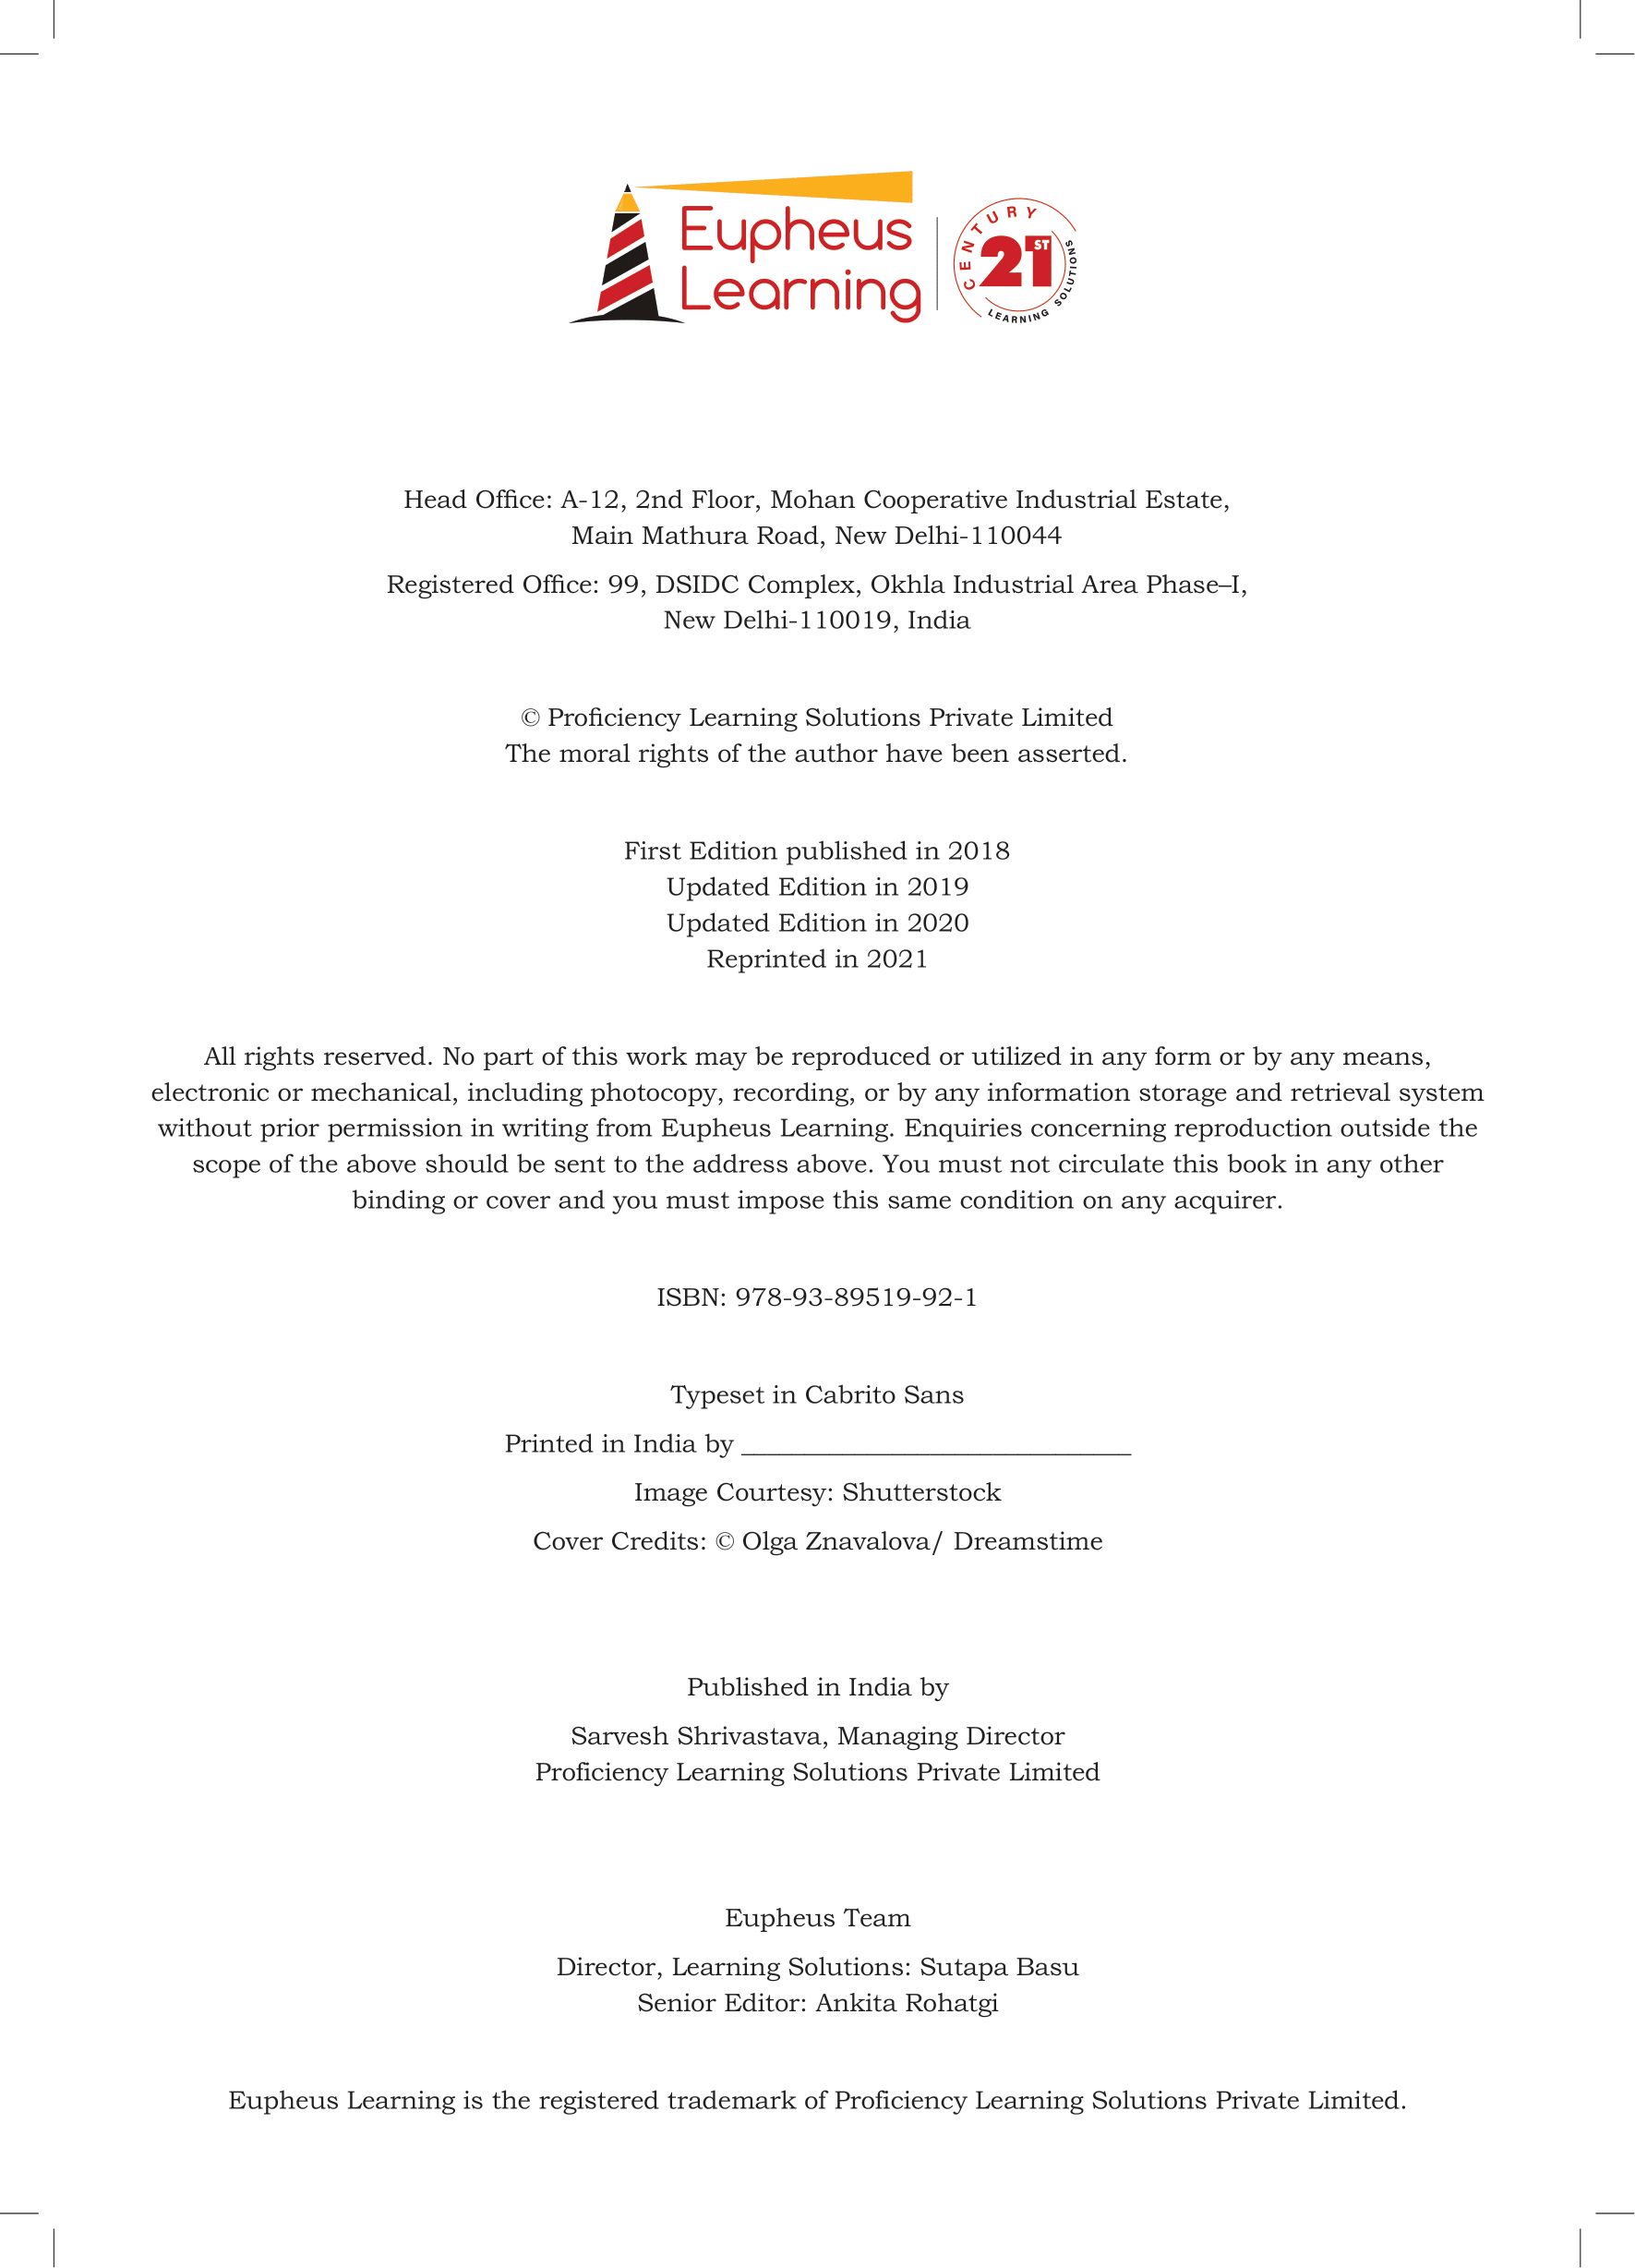 Eupheus
Learning
CENTURY
21ST
LEARNING SOLUTIONS
Head Office: A-12, 2nd Floor, Mohan Cooperative Industrial Estate,
Main Mathura Road, New Delhi-110044
Registered Office: 99, DSIDC Complex, Okhla Industrial Area Phase–I,
New Delhi-110019, India
© Proficiency Learning Solutions Private Limited
The moral rights of the author have been asserted.
First Edition published in 2018
Updated Edition in 2019
Updated Edition in 2020
Reprinted in 2021
All rights reserved. No part of this work may be reproduced or utilized in any form or by any means,
electronic or mechanical, including photocopy, recording, or by any information storage and retrieval system
without prior permission in writing from Eupheus Learning. Enquiries concerning reproduction outside the
scope of the above should be sent to the address above. You must not circulate this book in any other
binding or cover and you must impose this same condition on any acquirer.
ISBN: 978-93-89519-92-1
Typeset in Cabrito Sans
Printed in India by ______________________________
Image Courtesy: Shutterstock
Cover Credits: © Olga Znavalova/ Dreamstime
Published in India by
Sarvesh Shrivastava, Managing Director
Proficiency Learning Solutions Private Limited
Eupheus Team
Director, Learning Solutions: Sutapa Basu
Senior Editor: Ankita Rohatgi
Eupheus Learning is the registered trademark of Proficiency Learning Solutions Private Limited.